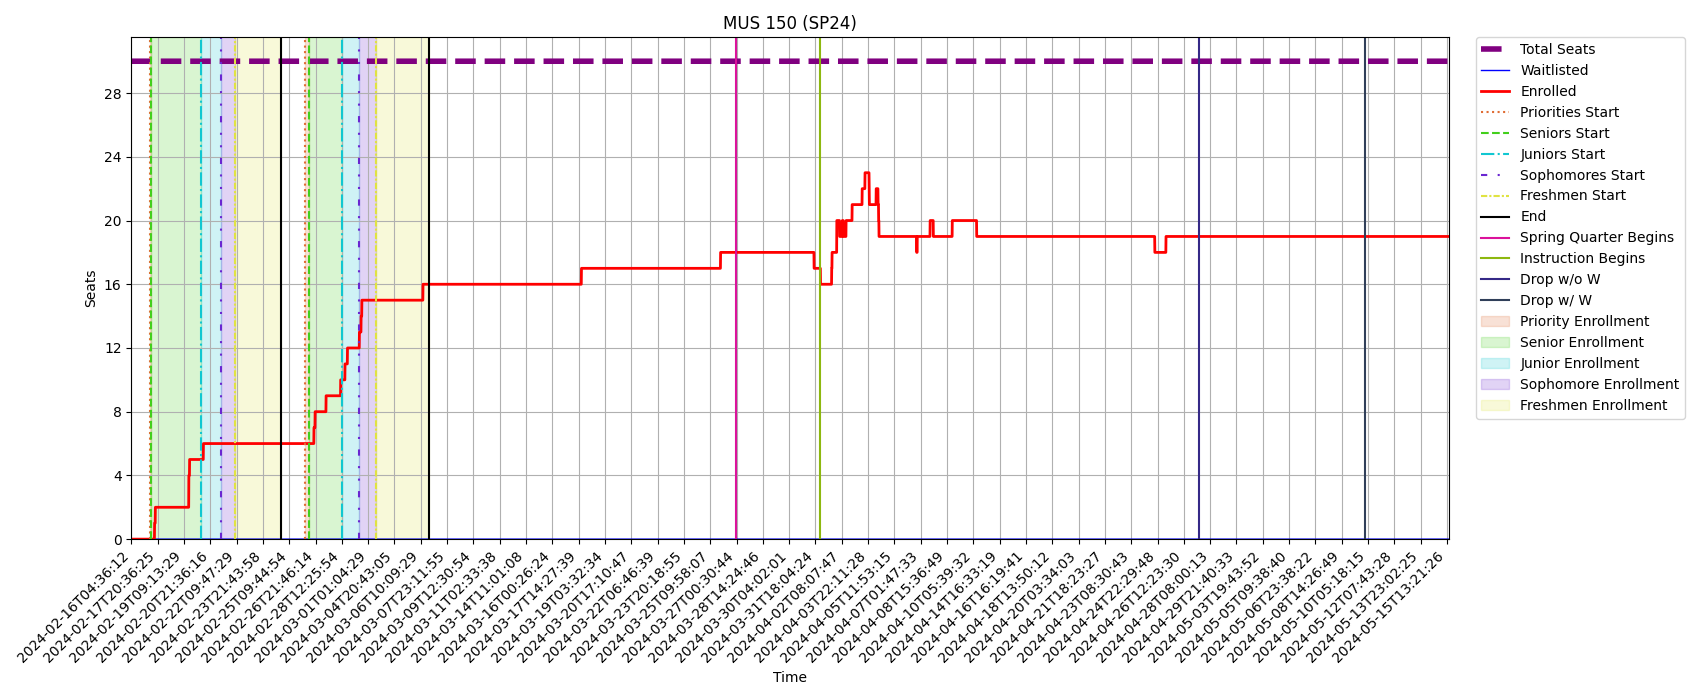 MUS 150 (SP24)
Seats
28
24
20
16
12
8
4
0
2024-02-16T04:36:12
2024-02-17T20:36:25
2024-02-19T09:13:29
2024-02-20T21:36:16
2024-02-22T09:47:29
2024-02-23T21:43:58
2024-02-25T09:44:54
2024-02-26T21:46:14
2024-02-28T12:25:54
2024-03-01T01:04:29
2024-03-04T20:43:05
2024-03-06T10:09:29
2024-03-07T23:11:55
2024-03-09T12:30:54
2024-03-11T02:33:38
2024-03-14T11:01:08
2024-03-16T00:26:24
2024-03-17T14:27:39
2024-03-19T03:32:34
2024-03-20T17:10:47
2024-03-22T06:46:39
2024-03-23T20:18:55
2024-03-25T09:58:07
2024-03-27T00:30:44
2024-03-28T14:24:46
2024-03-30T04:02:01
2024-03-31T18:04:24
2024-04-02T08:07:47
2024-04-03T22:11:28
2024-04-05T11:53:15
2024-04-07T01:47:33
2024-04-08T15:36:49
2024-04-10T05:39:32
2024-04-14T16:33:19
2024-04-16T16:19:41
2024-04-18T13:50:12
2024-04-20T03:34:03
2024-04-21T18:23:27
2024-04-23T08:30:43
2024-04-24T22:29:48
2024-04-26T12:23:30
2024-04-28T08:00:13
2024-04-29T21:40:33
2024-05-03T19:43:52
2024-05-05T09:38:40
2024-05-06T23:38:22
2024-05-08T14:26:49
2024-05-10T05:18:15
2024-05-12T07:43:28
2024-05-13T23:02:25
2024-05-15T13:21:26
Time
Total Seats
Waitlisted
Enrolled
Priorities Start
Seniors Start
Juniors Start
Sophomores Start
Freshmen Start
End
Spring Quarter Begins
Instruction Begins
Drop w/o W
Drop w/ W
Priority Enrollment
Senior Enrollment
Junior Enrollment
Sophomore Enrollment
Freshmen Enrollment